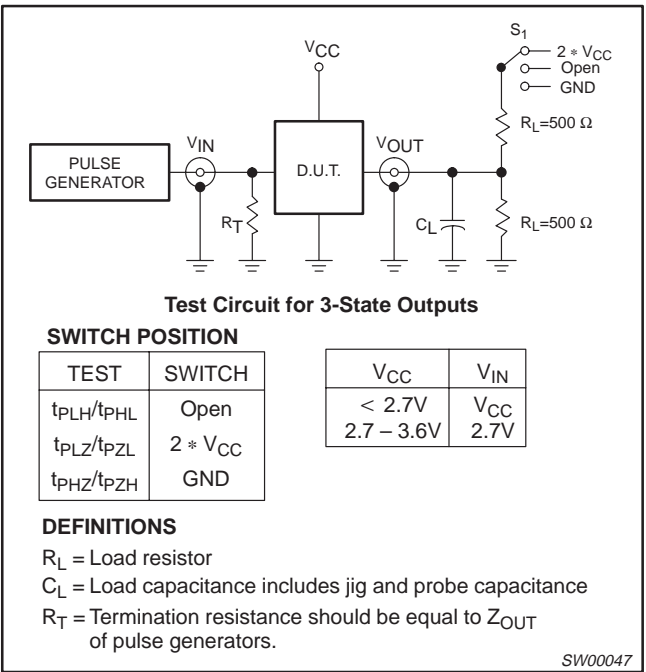 S1
2 * VCC
Open
GND
VCC
RL=500 Ω
VIN
VOUT
PULSE
GENERATOR
D.U.T.
RT
CL
RL=500 Ω
Test Circuit for 3-State Outputs
SWITCH POSITION
TEST SWITCH
tPLH/tPHL Open
tPLZ/tPZL 2 * VCC
tPHZ/tPZH GND
VCC VIN
< 2.7V VCC
2.7 – 3.6V 2.7V
DEFINITIONS
RL = Load resistor
CL = Load capacitance includes jig and probe capacitance
RT = Termination resistance should be equal to ZOUT
of pulse generators.
SW00047